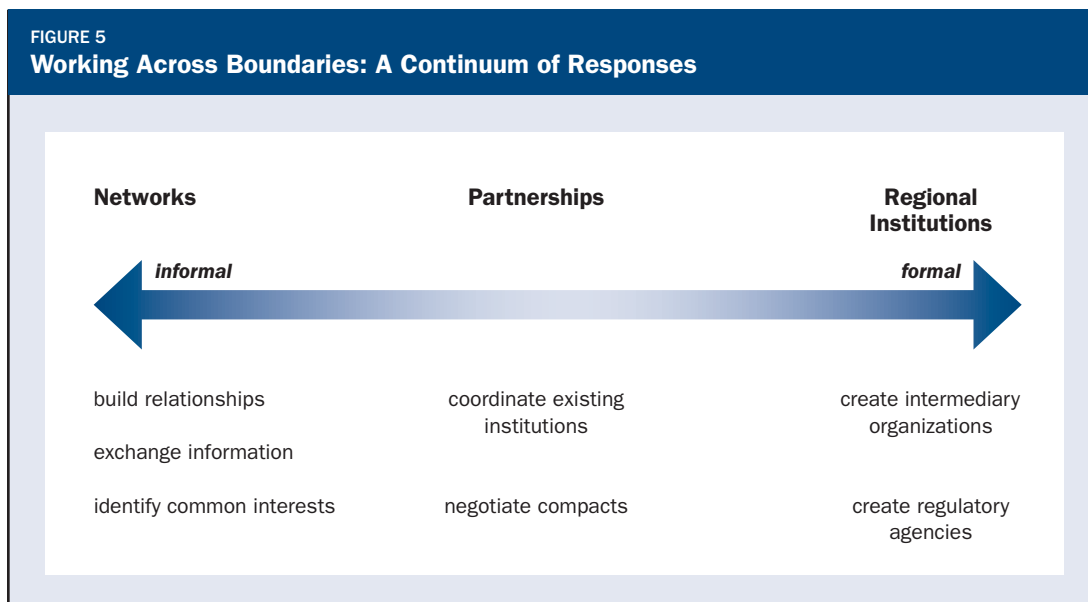 FIGURE 5
Working Across Boundaries: A Continuum of Responses
Networks
Partnerships
Regional
Institutions
informal
formal
build relationships
exchange information
identify common interests
coordinate existing
institutions
negotiate compacts
create intermediary
organizations
create regulatory
agencies